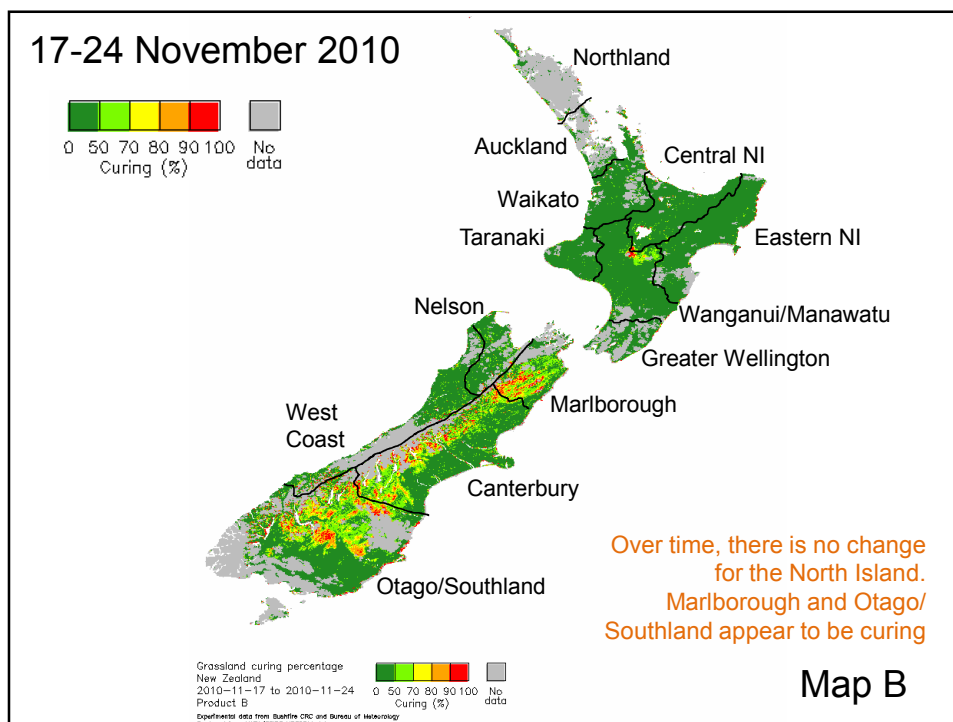 17-24 November 2010
0 50 70 80 90 100
Curing (%)
No
data
Northland
Auckland
Central NI
Waikato
Taranaki
Eastern NI
Nelson
Wanganui/Manawatu
Greater Wellington
Marlborough
West
Coast
Canterbury
Otago/Southland
Over time, there is no change
for the North Island.
Marlborough and Otago/
Southland appear to be curing
Grassland curing percentage
New Zealand
2010-11-17 to 2010-11-24
Product B
Experimental data from Bushfire CRC and Bureau of Meteorology
0 50 70 80 90 100
Curing (%)
No
data
Map B